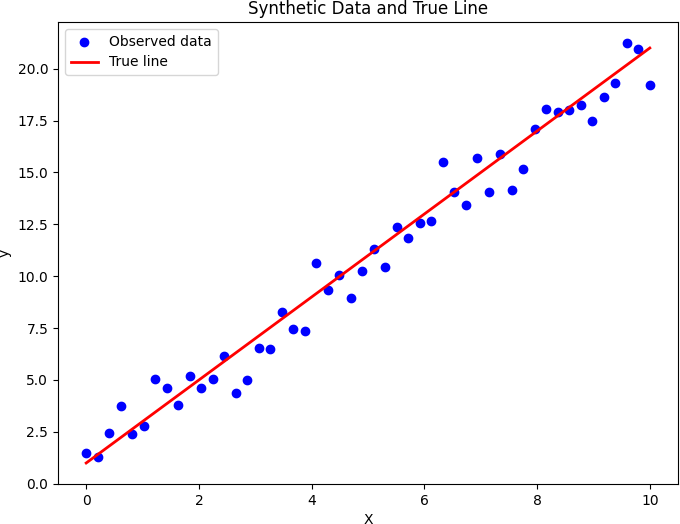 Synthetic Data and True Line
Observed data
True line
20.0
17.5
15.0
12.5
10.0
7.5
5.0
2.5
0.0
y
0 2 4 6 8 10
X